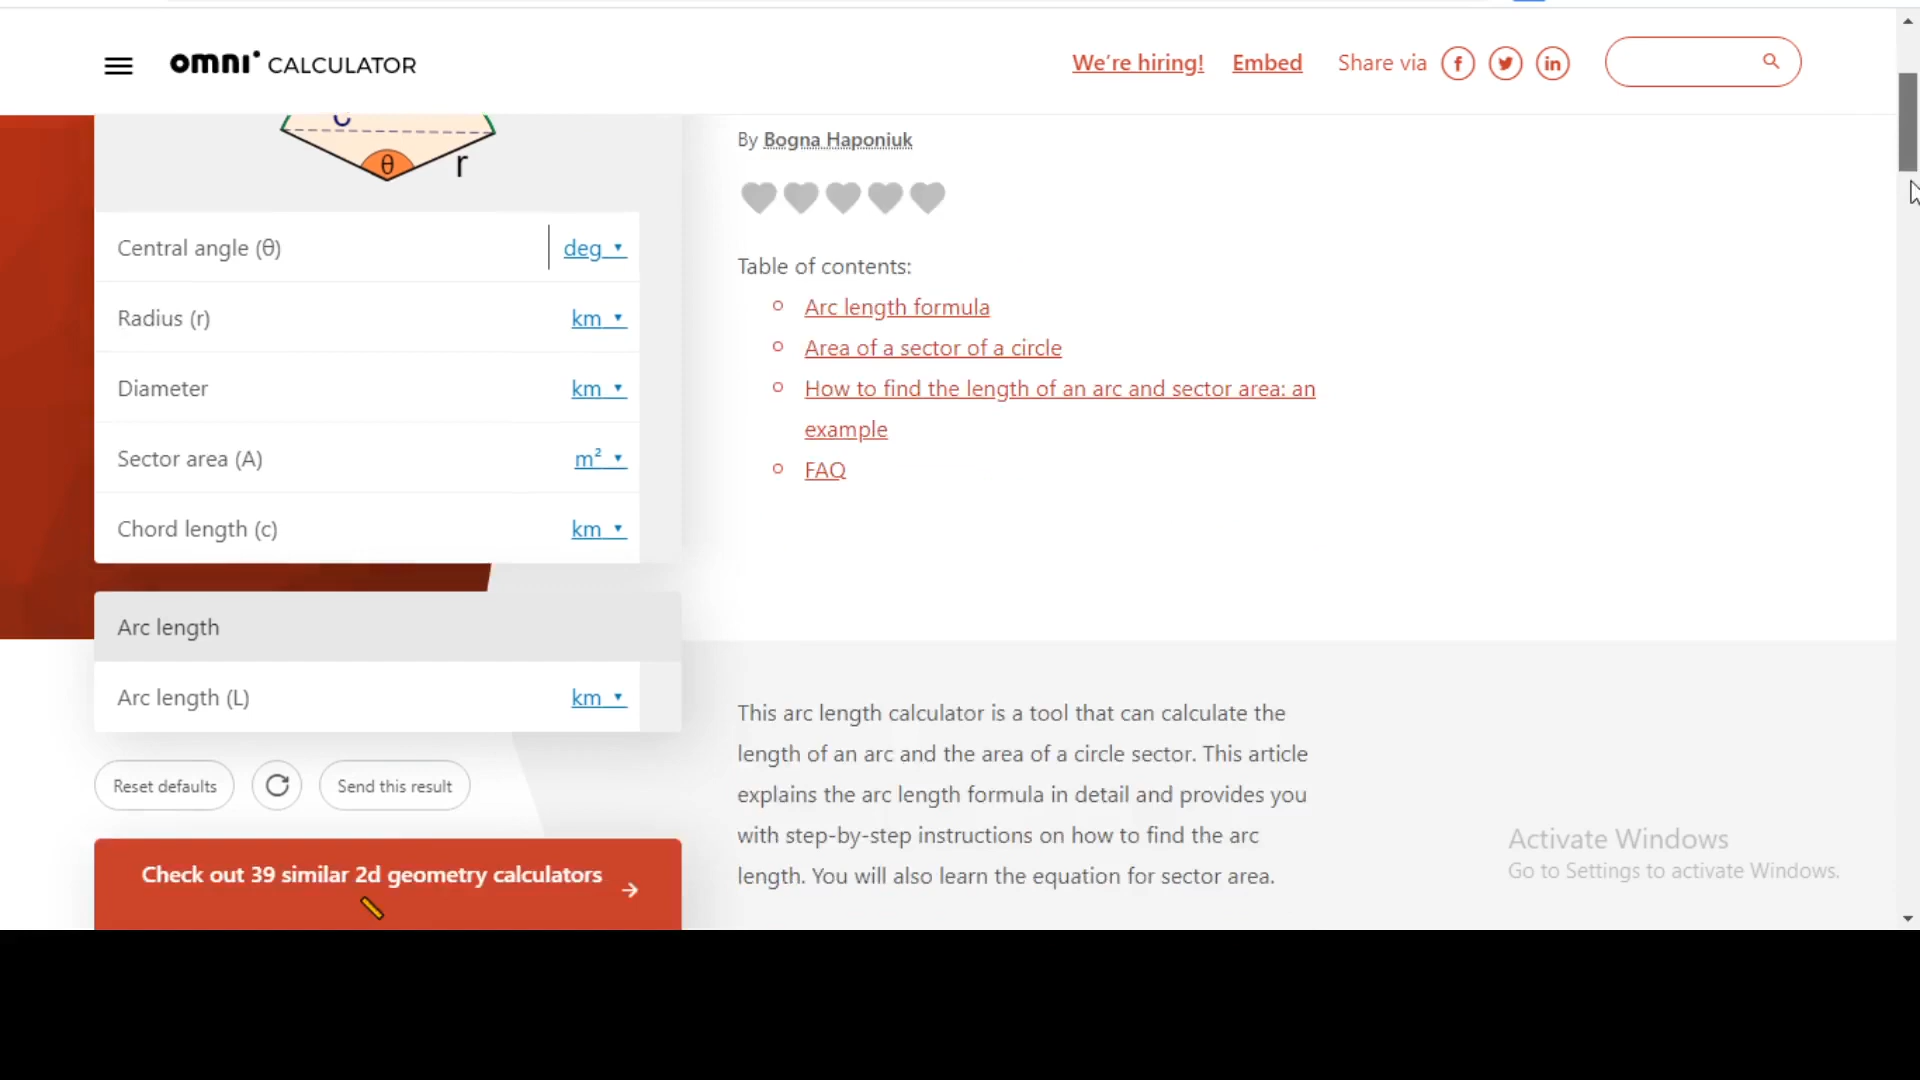 omni CALCULATOR
We're hiring! Embed Share via
c
θ r
Central angle (θ) deg
Radius (r) km
Diameter km
Sector area (A) m²
Chord length (c) km
Arc length
Arc length (L) km
Reset defaults Send this result
Check out 39 similar 2d geometry calculators
By Bogna Haponiuk
Table of contents:
Arc length formula
Area of a sector of a circle
How to find the length of an arc and sector area: an
example
FAQ
This arc length calculator is a tool that can calculate the
length of an arc and the area of a circle sector. This article
explains the arc length formula in detail and provides you
with step-by-step instructions on how to find the arc
length. You will also learn the equation for sector area.
Activate Windows
Go to Settings to activate Windows.